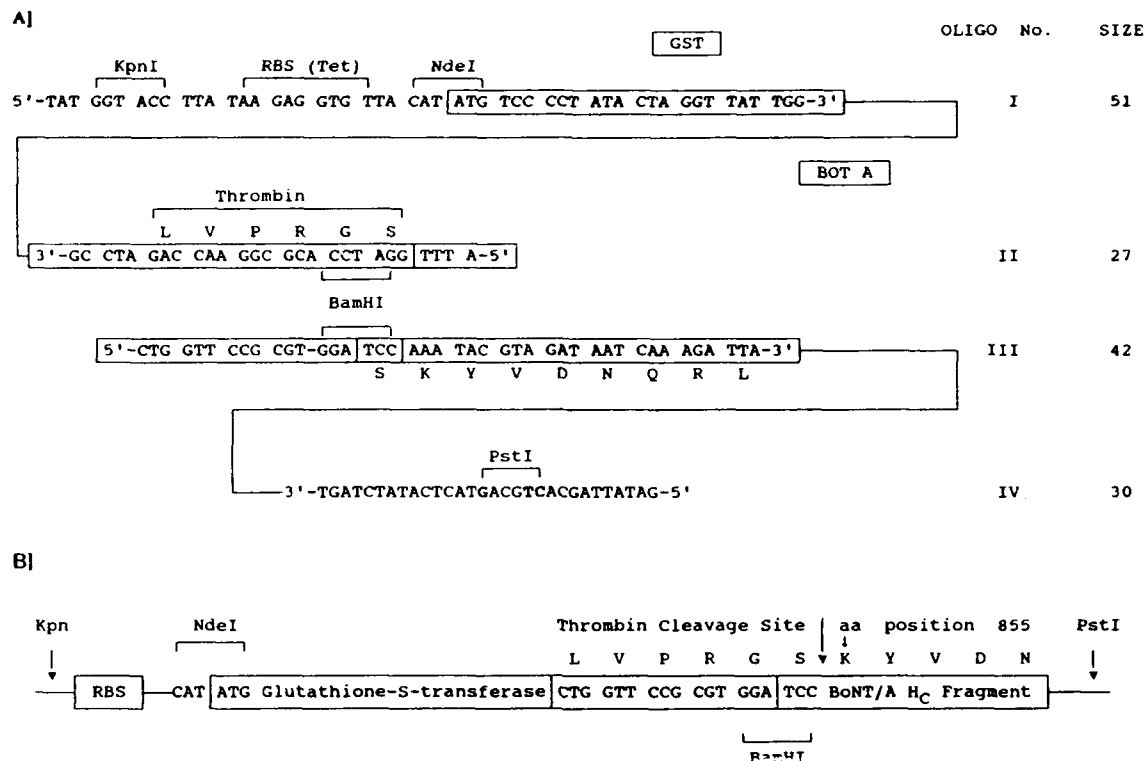 A]
OLIGO No. SIZE
GST
KpnI RBS (Tet) NdeI
5'-TAT GGT ACC TTA TAA GAG GTG TTA CAT ATG TCC CCT ATA CTA GGT TAT TGG-3' I 51
BOT A
Thrombin
L V P R G S
3'-GC CTA GAC CAA GGC GCA CCT AGG TTT A-5' II 27
BamHI
5'-CTG GTT CCG CGT-GGA TCC AAA TAC GTA GAT AAT CAA AGA TTA-3' III 42
S K Y V D N Q R L
PstI
3'-TGATCTATACTCATGACGTCACGATTATAG-5' IV 30
B]
Kpn NdeI Thrombin Cleavage Site aa position 855 PstI
L V P R G S K Y V D N
RBS CAT ATG Glutathione-S-transferase CTG GTT CCG CGT GGA TCC BoNT/A HC Fragment
BamHI